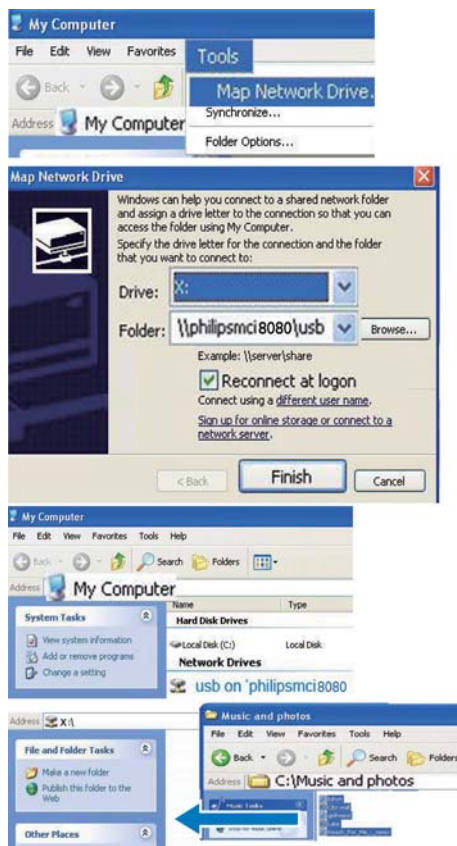 My Computer
File Edit View Favorites Tools
Back
Map Network Drive...
Address My Computer
Synchronize...
Folder Options...
Map Network Drive
Windows can help you connect to a shared network folder
and assign a drive letter to the connection so that you can
access the folder using My Computer.
Specify the drive letter for the connection and the folder
that you want to connect to:
Drive: X:
Folder: \\philipsmci8080\usb Browse...
Example: \\server\share
Reconnect at logon
Connect using a different user name.
Sign up for online storage or connect to a
network server.
< Back Finish Cancel
My Computer
File Edit View Favorites Tools Help
Back Search Folders
Address My Computer
Name Type
System Tasks Hard Disk Drives
View system information Local Disk (C:) Local Disk
Add or remove programs Network Drives
Change a setting
usb on 'philipsmci8080
Address X:\
Music and photos
File Edit View Favorites Tools Help
File and Folder Tasks
Back Search Folders
Make a new folder
Publish this folder to the
Web
Address C:\Music and photos
Music Tasks
Other Places